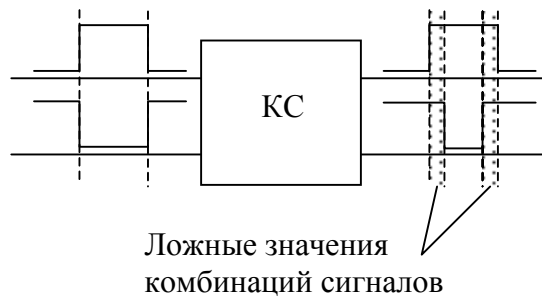 КС
Ложные значения
комбинаций сигналов